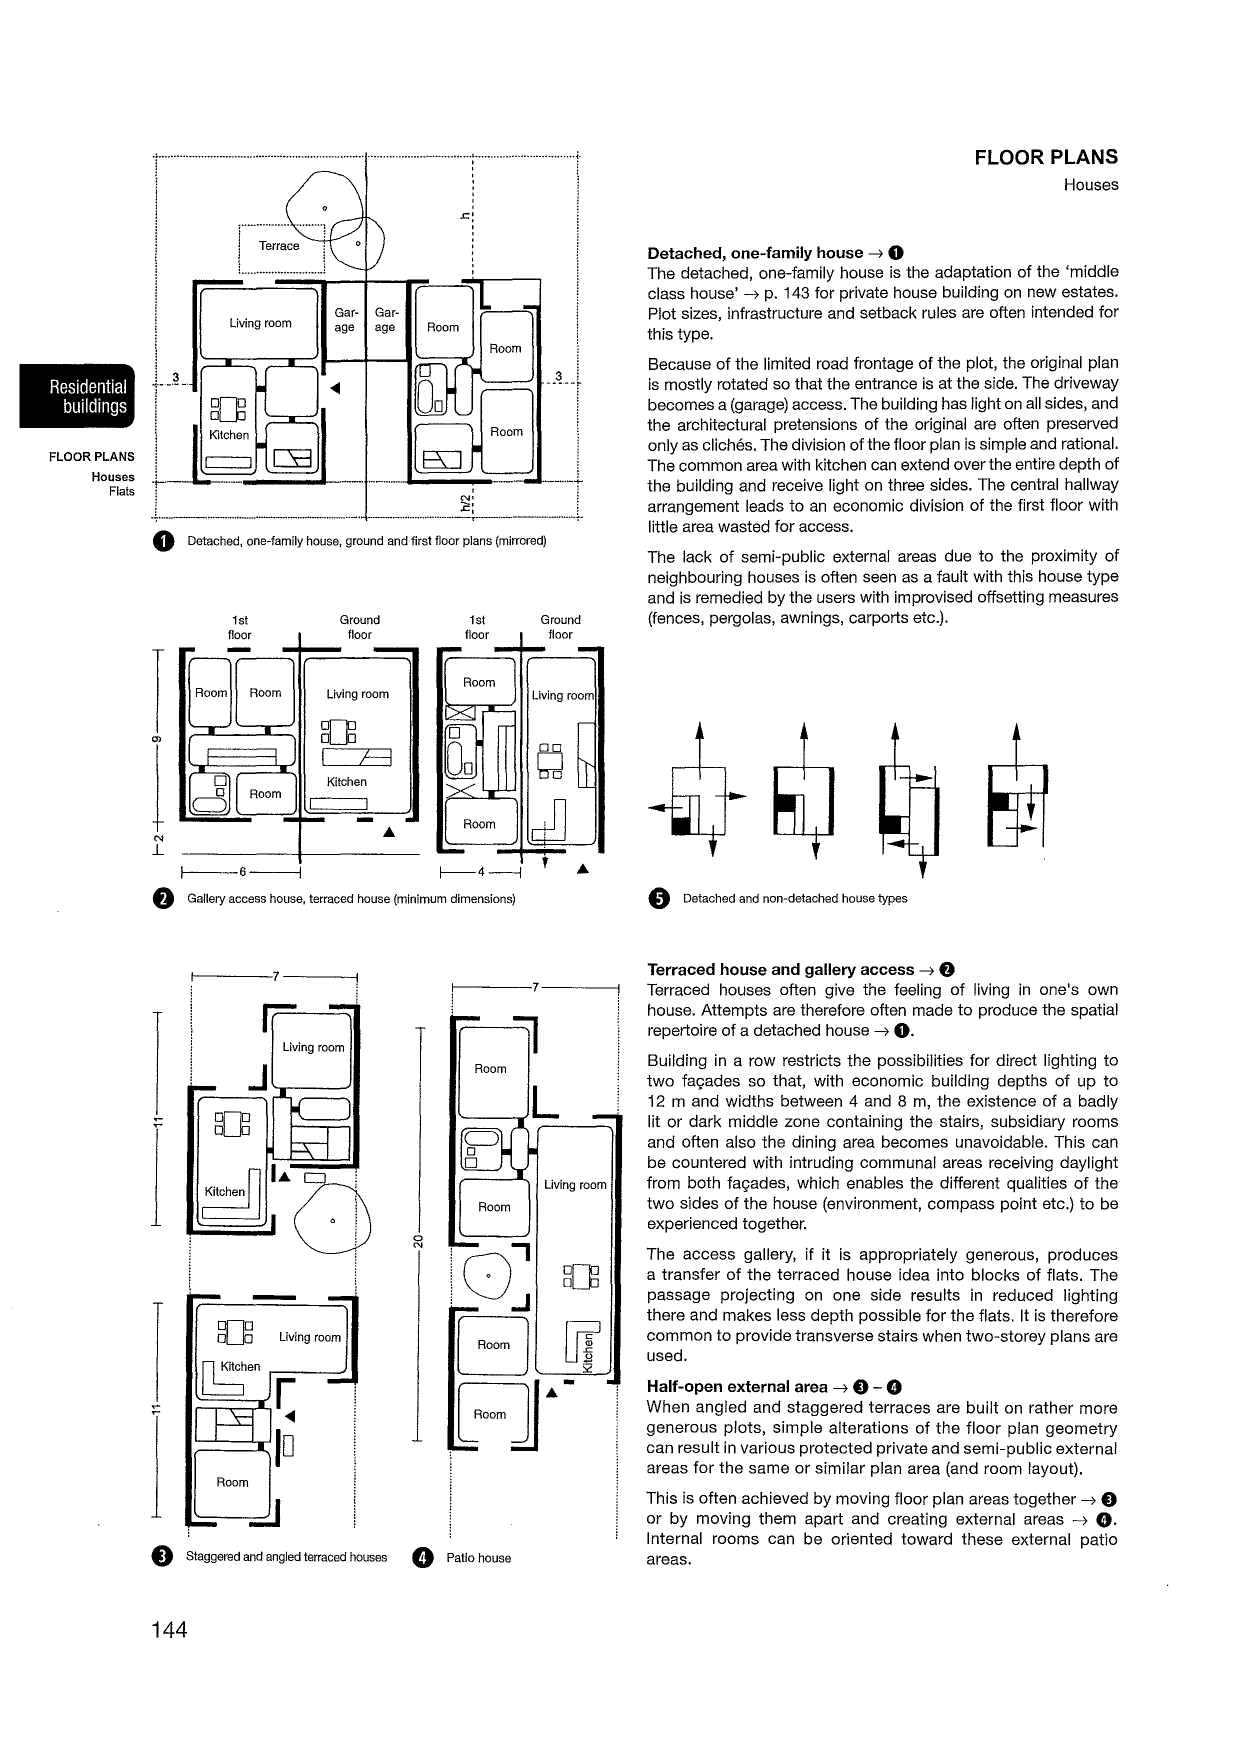 FLOOR PLANS
Houses
Residential
buildings
FLOOR PLANS
Houses
Flats
Terrace
h
Living room
Gar-
age
Gar-
age
Room
Room
3
3
Kitchen
Room
h/2
1 Detached, one-family house, ground and first floor plans (mirrored)
1st
floor
Ground
floor
1st
floor
Ground
floor
Room
Room
Living room
Room
Living room
9
Kitchen
Room
Room
2
6
4
2 Gallery access house, terraced house (minimum dimensions)
7
Living room
11
Kitchen
Living room
Kitchen
11
Room
3 Staggered and angled terraced houses
7
Room
Living room
Room
20
Room
Kitchen
Room
4 Patio house
Detached, one-family house → 1
The detached, one-family house is the adaptation of the ‘middle
class house’ → p. 143 for private house building on new estates.
Plot sizes, infrastructure and setback rules are often intended for
this type.
Because of the limited road frontage of the plot, the original plan
is mostly rotated so that the entrance is at the side. The driveway
becomes a (garage) access. The building has light on all sides, and
the architectural pretensions of the original are often preserved
only as clichés. The division of the floor plan is simple and rational.
The common area with kitchen can extend over the entire depth of
the building and receive light on three sides. The central hallway
arrangement leads to an economic division of the first floor with
little area wasted for access.
The lack of semi-public external areas due to the proximity of
neighbouring houses is often seen as a fault with this house type
and is remedied by the users with improvised offsetting measures
(fences, pergolas, awnings, carports etc.).
5 Detached and non-detached house types
Terraced house and gallery access → 2
Terraced houses often give the feeling of living in one's own
house. Attempts are therefore often made to produce the spatial
repertoire of a detached house → 1.
Building in a row restricts the possibilities for direct lighting to
two façades so that, with economic building depths of up to
12 m and widths between 4 and 8 m, the existence of a badly
lit or dark middle zone containing the stairs, subsidiary rooms
and often also the dining area becomes unavoidable. This can
be countered with intruding communal areas receiving daylight
from both façades, which enables the different qualities of the
two sides of the house (environment, compass point etc.) to be
experienced together.
The access gallery, if it is appropriately generous, produces
a transfer of the terraced house idea into blocks of flats. The
passage projecting on one side results in reduced lighting
there and makes less depth possible for the flats. It is therefore
common to provide transverse stairs when two-storey plans are
used.
Half-open external area → 3 – 4
When angled and staggered terraces are built on rather more
generous plots, simple alterations of the floor plan geometry
can result in various protected private and semi-public external
areas for the same or similar plan area (and room layout).
This is often achieved by moving floor plan areas together → 3
or by moving them apart and creating external areas → 4.
Internal rooms can be oriented toward these external patio
areas.
144